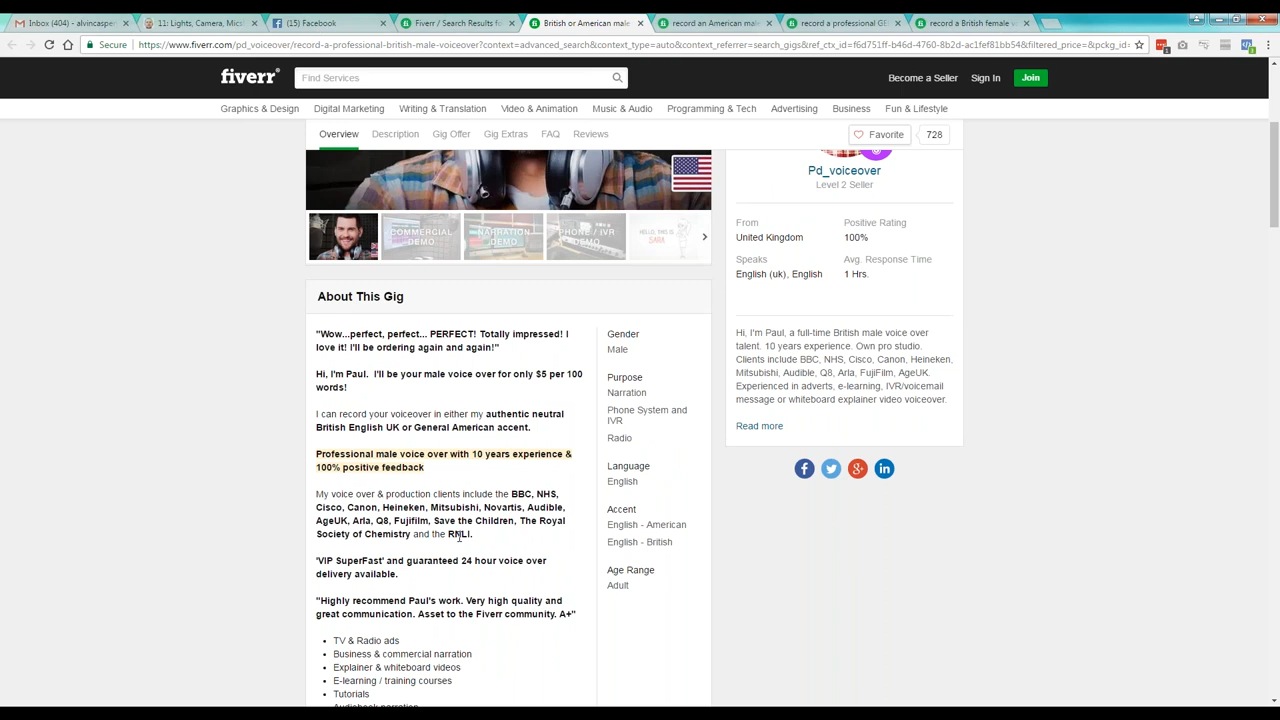 Inbox (404) - alvincasper
11: Lights, Camera, Mics
(15) Facebook
Fiverr / Search Results fo
British or American male
record an American male
record a professional GE
record a British female v
Secure
https://www.fiverr.com/pd_voiceover/record-a-professional-british-male-voiceover?context=advanced_search&context_type=auto&context_referrer=search_gigs&ref_ctx_id=f6d751ff-b46d-4760-8b2d-ac1fef81bb54&filtered_price=&pckg_id=
fiverr
Find Services
Become a Seller
Sign In
Join
Graphics & Design
Digital Marketing
Writing & Translation
Video & Animation
Music & Audio
Programming & Tech
Advertising
Business
Fun & Lifestyle
Overview
Description
Gig Offer
Gig Extras
FAQ
Reviews
Favorite
728
COMMERCIAL
DEMO
NARRATION
DEMO
PHONE / IVR
DEMO
HELLO, THIS IS
SARA
About This Gig
"Wow...perfect, perfect... PERFECT! Totally impressed! I
love it! I'll be ordering again and again!"
Hi, I'm Paul. I'll be your male voice over for only $5 per 100
words!
I can record your voiceover in either my authentic neutral
British English UK or General American accent.
Professional male voice over with 10 years experience &
100% positive feedback
My voice over & production clients include the BBC, NHS,
Cisco, Canon, Heineken, Mitsubishi, Novartis, Audible,
AgeUK, Arla, Q8, Fujifilm, Save the Children, The Royal
Society of Chemistry and the RNLI.
'VIP SuperFast' and guaranteed 24 hour voice over
delivery available.
"Highly recommend Paul's work. Very high quality and
great communication. Asset to the Fiverr community. A+"
• TV & Radio ads
• Business & commercial narration
• Explainer & whiteboard videos
• E-learning / training courses
• Tutorials
• Audiobook narration
Gender
Male
Purpose
Narration
Phone System and
IVR
Radio
Language
English
Accent
English - American
English - British
Age Range
Adult
Pd_voiceover
Level 2 Seller
From
United Kingdom
Positive Rating
100%
Speaks
English (uk), English
Avg. Response Time
1 Hrs.
Hi, I'm Paul, a full-time British male voice over
talent. 10 years experience. Own pro studio.
Clients include BBC, NHS, Cisco, Canon, Heineken,
Mitsubishi, Audible, Q8, Arla, FujiFilm, AgeUK.
Experienced in adverts, e-learning, IVR/voicemail
message or whiteboard explainer video voiceover.
Read more